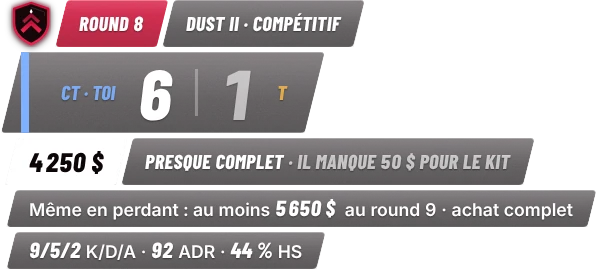 ROUND 8
DUST II · COMPÉTITIF
CT · TOI 6 1 T
4 250 $ PRESQUE COMPLET · IL MANQUE 50 $ POUR LE KIT
Même en perdant : au moins 5 650 $ au round 9 · achat complet
9/5/2 K/D/A · 92 ADR · 44 % HS